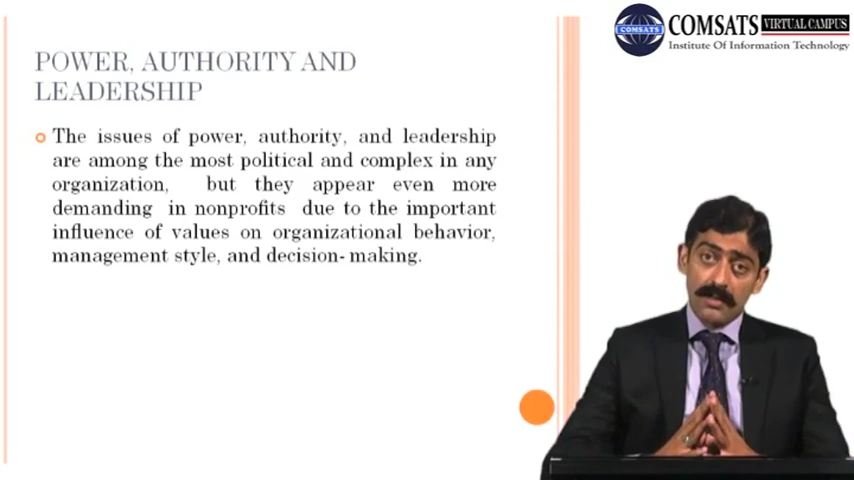 COMSATS
COMSATS VIRTUAL CAMPUS
Institute Of Information Technology
POWER, AUTHORITY AND
LEADERSHIP
The issues of power, authority, and leadership
are among the most political and complex in any
organization, but they appear even more
demanding in nonprofits due to the important
influence of values on organizational behavior,
management style, and decision- making.